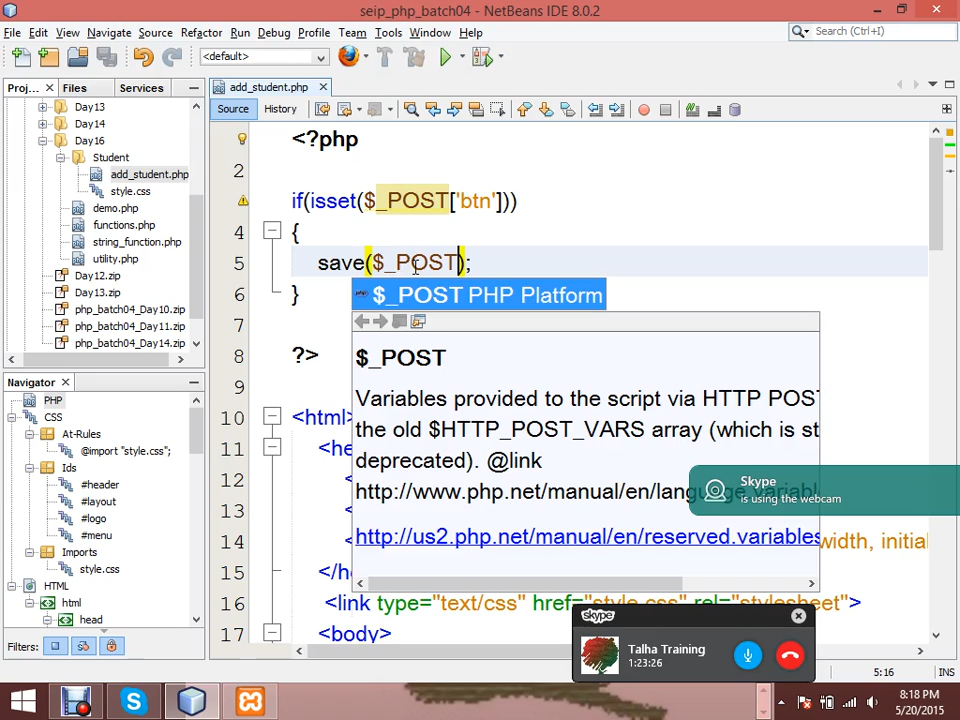 seip_php_batch04 - NetBeans IDE 8.0.2
File Edit View Navigate Source Refactor Run Debug Profile Team Tools Window Help
Search (Ctrl+I)
<default>
Proj... Files Services
add_student.php
Source History
Day13
Day14
Day16
Student
add_student.php
style.css
demo.php
functions.php
string_function.php
utility.php
Day12.zip
Day13.zip
php_batch04_Day10.zip
php_batch04_Day11.zip
php_batch04_Day14.zip
Navigator
PHP
CSS
At-Rules
@import "style.css";
Ids
#header
#layout
#logo
#menu
Imports
style.css
HTML
html
head
Filters:
<?php
2
if(isset($_POST['btn']))
4 {
5 save($_POST);
6 }
7
8 ?>
9
10 <html>
11 <he
12
13
14 width, initial
15 </he
16 <link type="text/css" href="style.css" rel="stylesheet">
17 <body>
$_POST PHP Platform
$_POST
Variables provided to the script via HTTP POST
the old $HTTP_POST_VARS array (which is st
deprecated). @link
http://www.php.net/manual/en/language.variabl
http://us2.php.net/manual/en/reserved.variables
Skype
is using the webcam
skype
Talha Training
1:23:26
5:16 INS
8:18 PM
5/20/2015